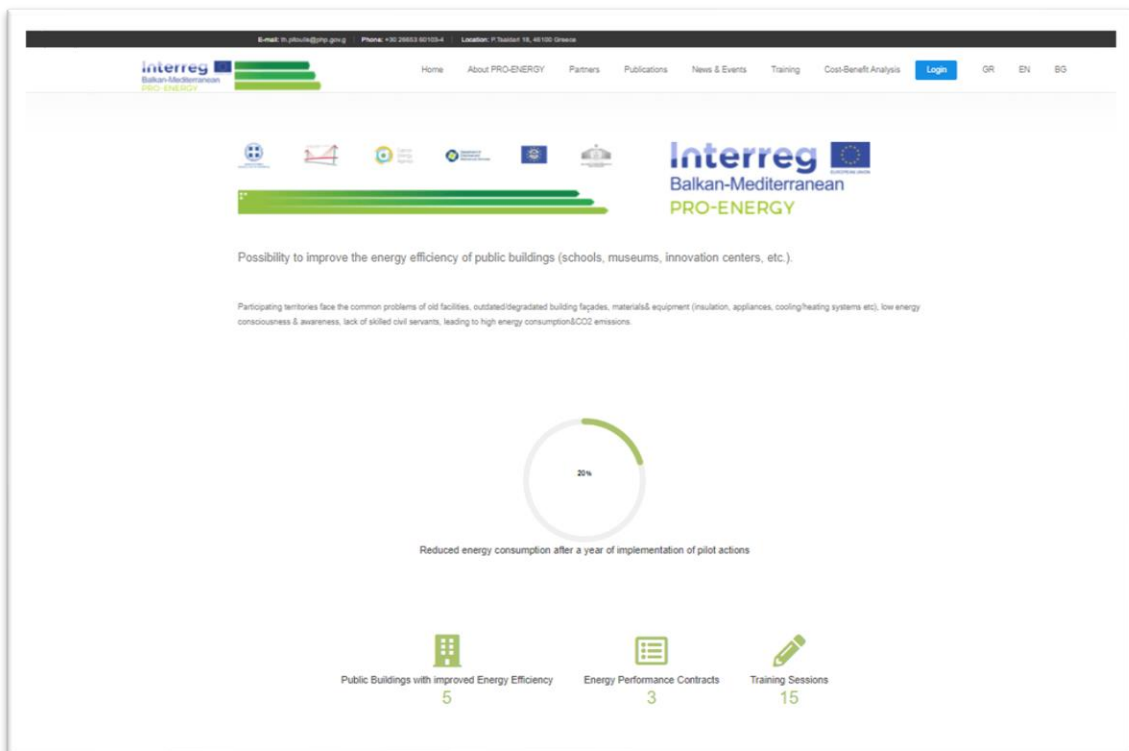 E-mail: th.pitoulis@php.gov.g Phone: +30 26653 60103-4 Location: P.Tsaldari 18, 46100 Greece
Interreg
Balkan-Mediterranean
PRO-ENERGY
Home About PRO-ENERGY Partners Publications News & Events Training Cost-Benefit Analysis Login GR EN BG
Interreg
EUROPEAN UNION
Balkan-Mediterranean
PRO-ENERGY
Possibility to improve the energy efficiency of public buildings (schools, museums, innovation centers, etc.).
Participating territories face the common problems of old facilities, outdated/degradated building façades, materials& equipment (insulation, appliances, cooling/heating systems etc), low energy
consciousness & awareness, lack of skilled civil servants, leading to high energy consumption&CO2 emissions.
20%
Reduced energy consumption after a year of implementation of pilot actions
Public Buildings with improved Energy Efficiency Energy Performance Contracts Training Sessions
5 3 15